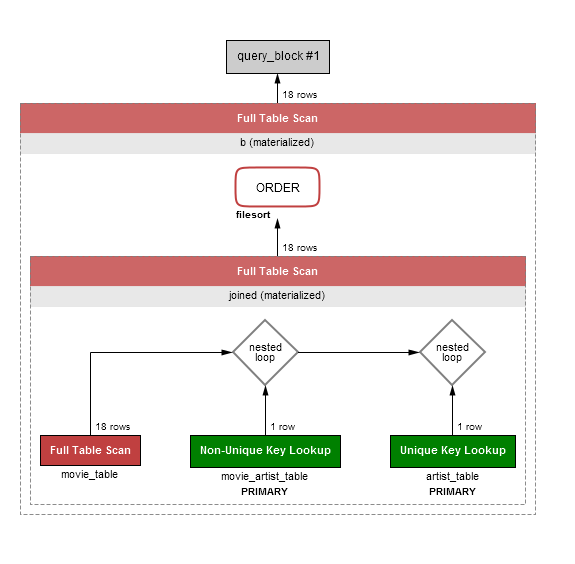 query_block #1
18 rows
Full Table Scan
b (materialized)
ORDER
filesort
18 rows
Full Table Scan
joined (materialized)
nested
loop
nested
loop
18 rows
1 row
1 row
Full Table Scan
Non-Unique Key Lookup
Unique Key Lookup
movie_table
movie_artist_table
artist_table
PRIMARY
PRIMARY